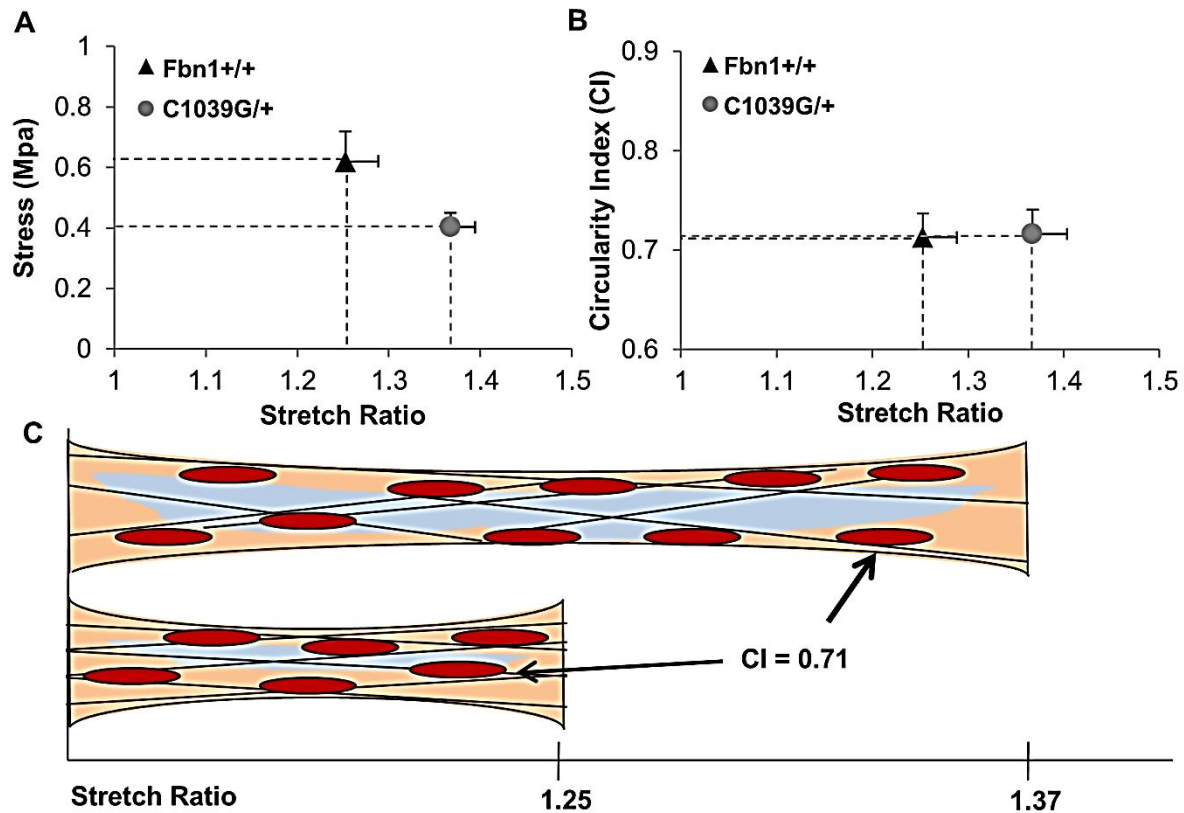 A
Stress (Mpa)
1
0.8
0.6
0.4
0.2
0
Fbn1+/+
C1039G/+
1 1.1 1.2 1.3 1.4 1.5
Stretch Ratio
B
Circularity Index (CI)
0.9
0.8
0.7
0.6
Fbn1+/+
C1039G/+
1 1.1 1.2 1.3 1.4 1.5
Stretch Ratio
C
CI = 0.71
Stretch Ratio 1.25 1.37